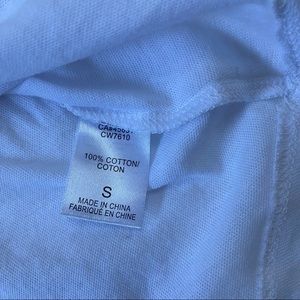 CW7610
100% COTTON/
COTON
S
MADE IN CHINA
FABRIQUÉ EN CHINE